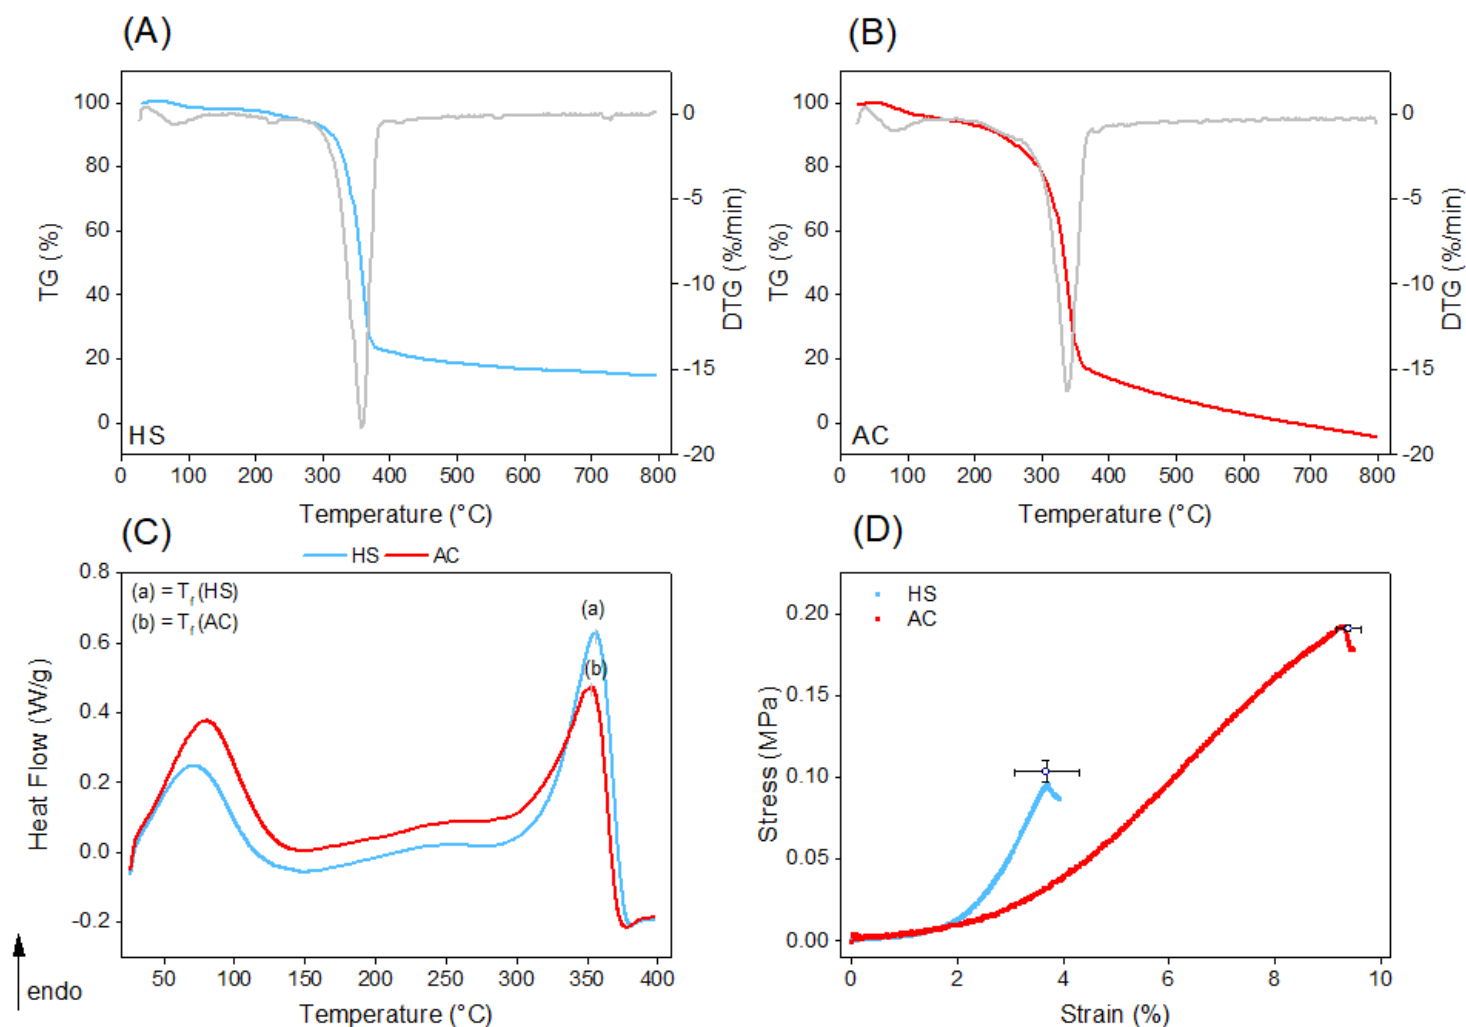 (A)
TG (%)
100
80
60
40
20
0
0
-5
-10
-15
-20
DTG (%/min)
HS
0 100 200 300 400 500 600 700 800
Temperature (°C)
(B)
TG (%)
100
80
60
40
20
0
0
-5
-10
-15
-20
DTG (%/min)
AC
0 100 200 300 400 500 600 700 800
Temperature (°C)
(C)
HS AC
Heat Flow (W/g)
0.8
0.6
0.4
0.2
0.0
-0.2
(a) = Tf (HS)
(b) = Tf (AC)
(a)
(b)
50 100 150 200 250 300 350 400
Temperature (°C)
endo
(D)
Stress (MPa)
0.20
0.15
0.10
0.05
0.00
HS
AC
0 2 4 6 8 10
Strain (%)